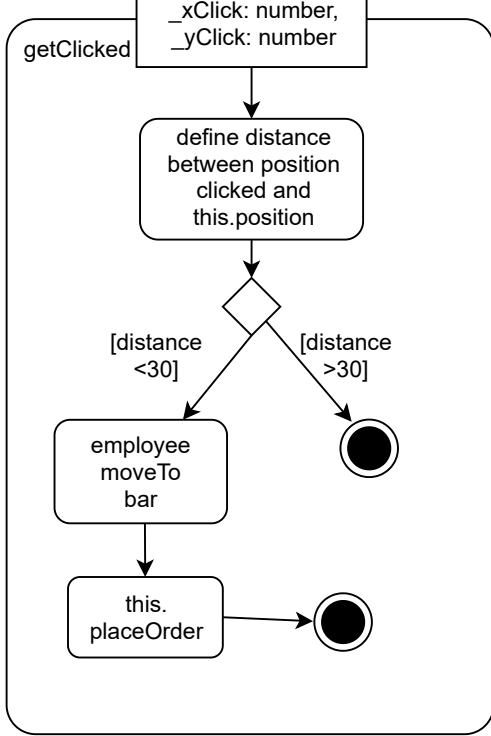 _xClick: number,
_yClick: number
getClicked
define distance
between position
clicked and
this.position
[distance
<30]
[distance
>30]
employee
moveTo
bar
this.
placeOrder